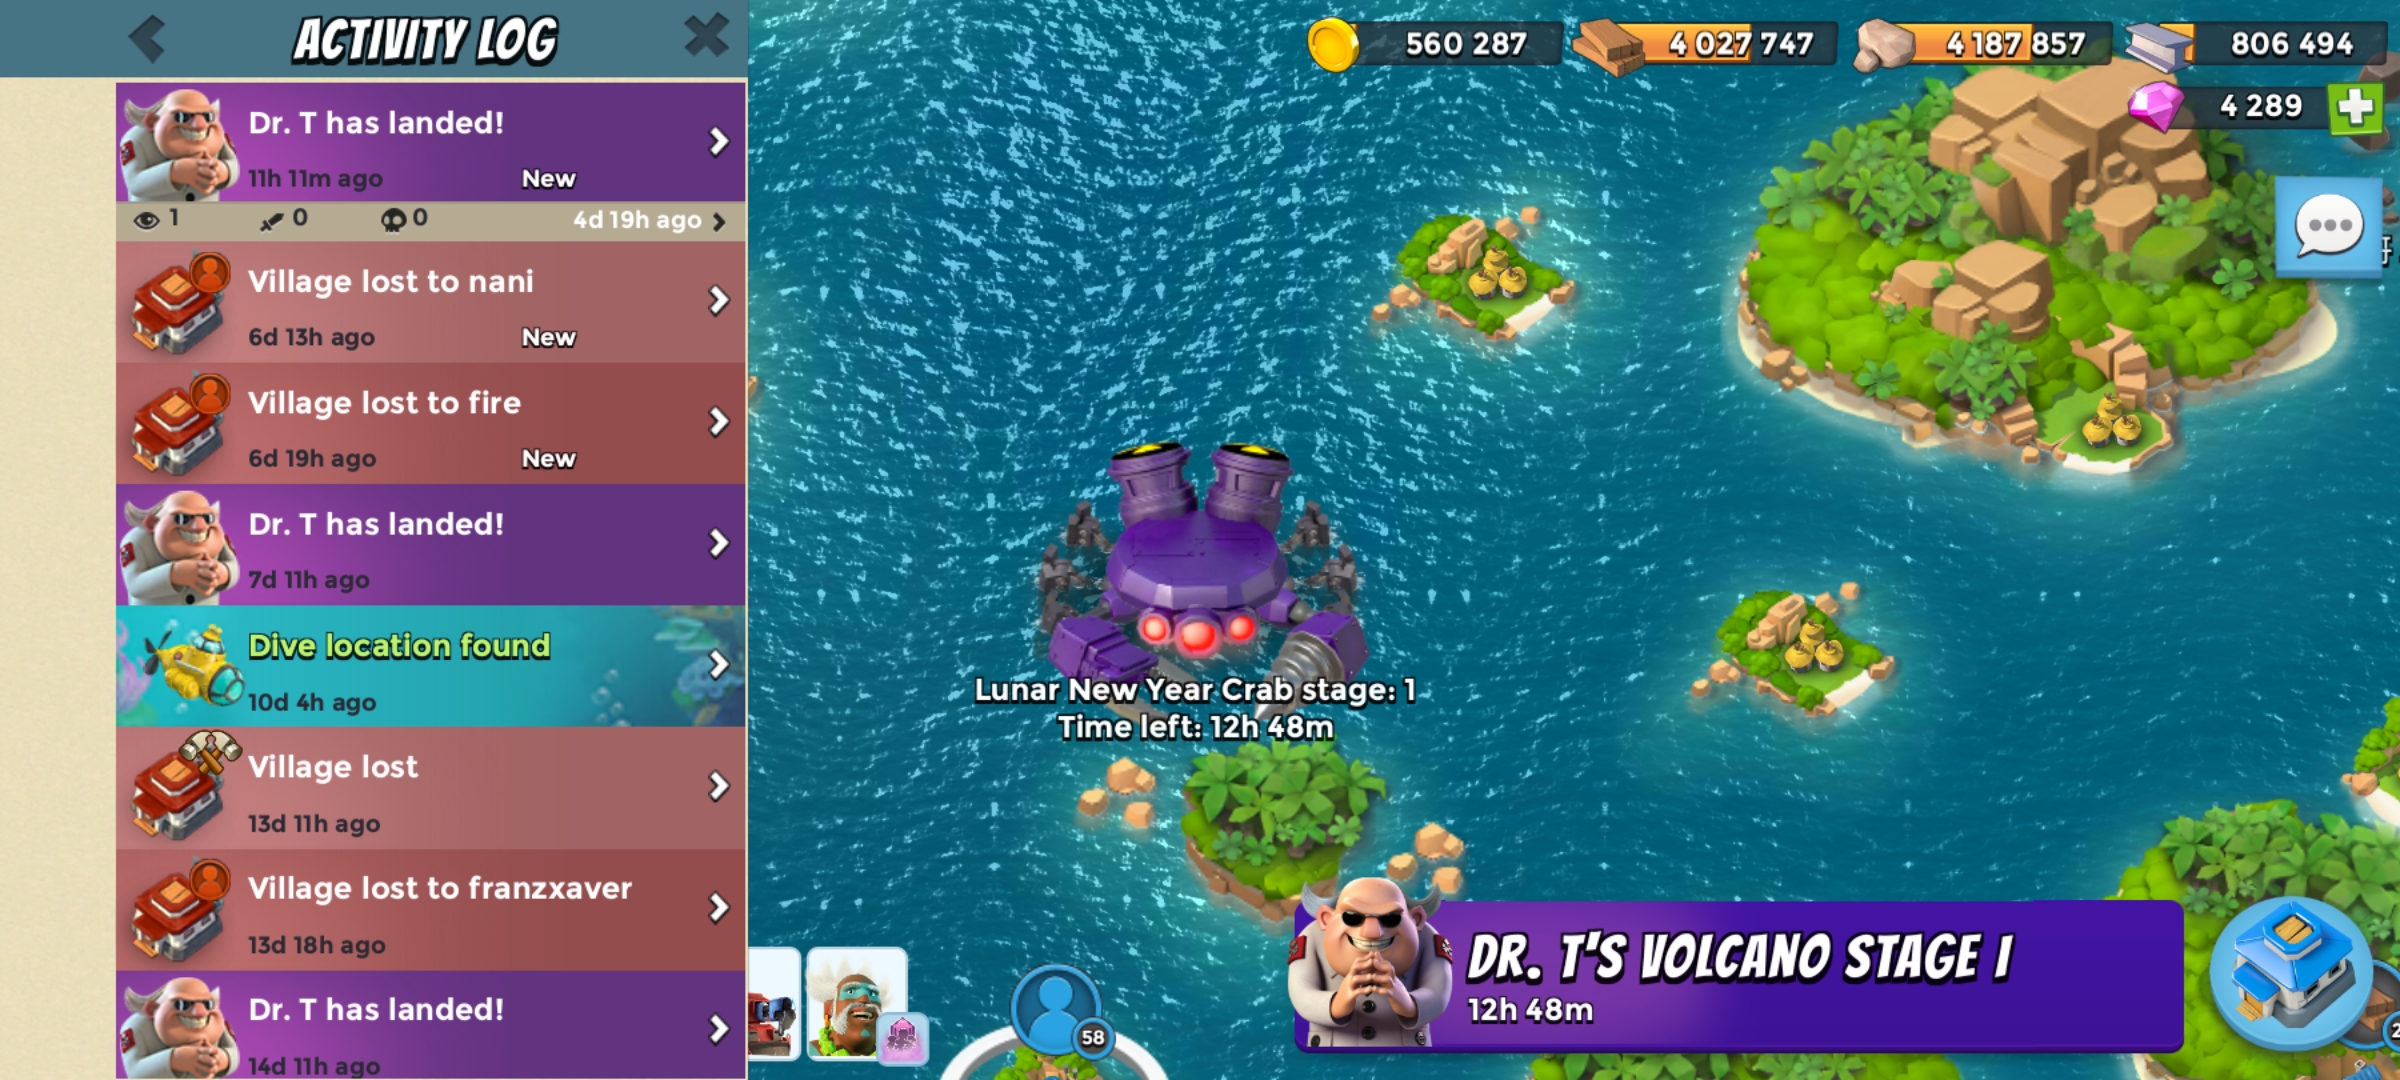 ACTIVITY LOG
Dr. T has landed!
11h 11m ago
New
1
0
0
4d 19h ago
Village lost to nani
6d 13h ago
New
Village lost to fire
6d 19h ago
New
Dr. T has landed!
7d 11h ago
Dive location found
10d 4h ago
Village lost
13d 11h ago
Village lost to franzxaver
13d 18h ago
Dr. T has landed!
14d 11h ago
560 287
4 027 747
4 187 857
806 494
4 289
Lunar New Year Crab stage: 1
Time left: 12h 48m
58
DR. T'S VOLCANO STAGE I
12h 48m